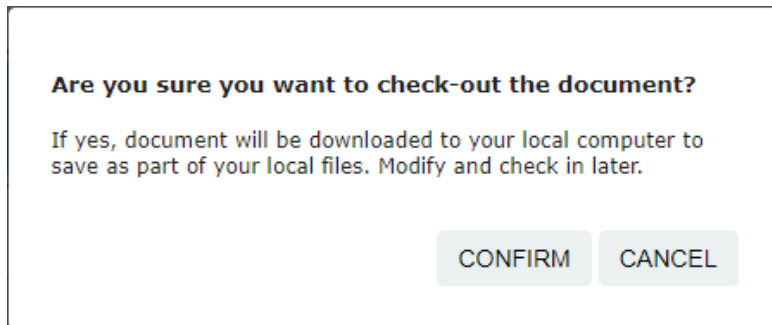 Are you sure you want to check-out the document?
If yes, document will be downloaded to your local computer to
save as part of your local files. Modify and check in later.
CONFIRM CANCEL